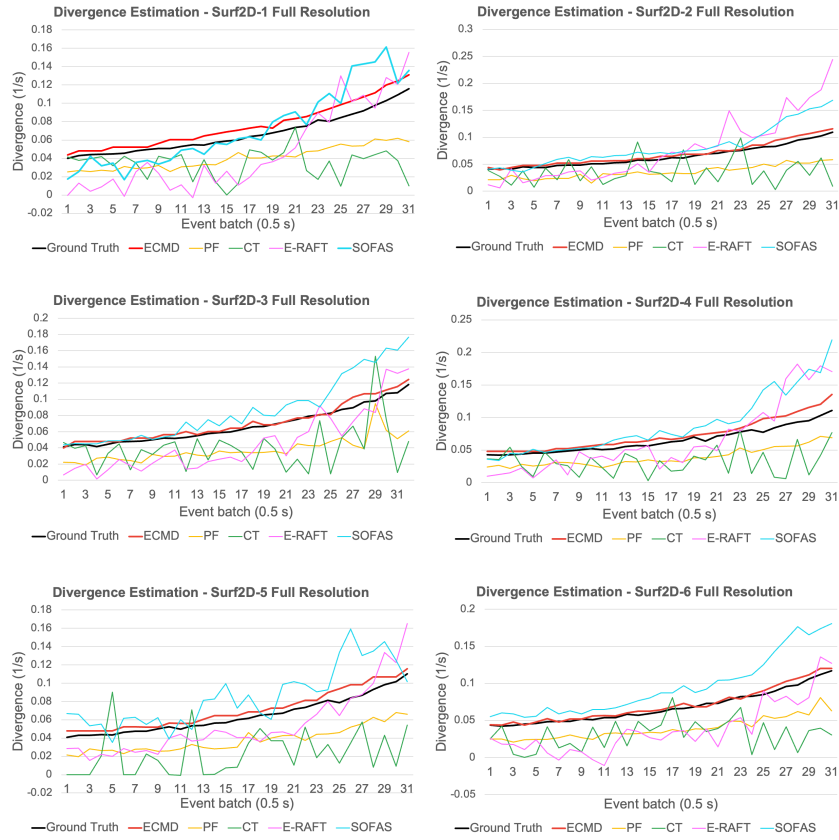 Divergence Estimation - Surf2D-1 Full Resolution
Divergence (1/s)
0.18
0.16
0.14
0.12
0.1
0.08
0.06
0.04
0.02
0
-0.02
1 3 5 7 9 11 13 15 17 19 21 23 25 27 29 31
Event batch (0.5 s)
Ground Truth ECMD PF CT E-RAFT SOFAS
Divergence Estimation - Surf2D-2 Full Resolution
Divergence (1/s)
0.3
0.25
0.2
0.15
0.1
0.05
0
1 3 5 7 9 11 13 15 17 19 21 23 25 27 29 31
Event batch (0.5 s)
Ground Truth ECMD PF CT E-RAFT SOFAS
Divergence Estimation - Surf2D-3 Full Resolution
Divergence (1/s)
0.2
0.18
0.16
0.14
0.12
0.1
0.08
0.06
0.04
0.02
0
1 3 5 7 9 11 13 15 17 19 21 23 25 27 29 31
Event batch (0.5 s)
Ground Truth ECMD PF CT E-RAFT SOFAS
Divergence Estimation - Surf2D-4 Full Resolution
Divergence (1/s)
0.25
0.2
0.15
0.1
0.05
0
1 3 5 7 9 11 13 15 17 19 21 23 25 27 29 31
Event batch (0.5 s)
Ground Truth ECMD PF CT E-RAFT SOFAS
Divergence Estimation - Surf2D-5 Full Resolution
Divergence (1/s)
0.18
0.16
0.14
0.12
0.1
0.08
0.06
0.04
0.02
0
-0.02
1 3 5 7 9 11 13 15 17 19 21 23 25 27 29 31
Event batch (0.5 s)
Ground Truth ECMD PF CT E-RAFT SOFAS
Divergence Estimation - Surf2D-6 Full Resolution
Divergence (1/s)
0.2
0.15
0.1
0.05
0
-0.05
1 3 5 7 9 11 13 15 17 19 21 23 25 27 29 31
Event batch (0.5 s)
Ground Truth ECMD PF CT E-RAFT SOFAS